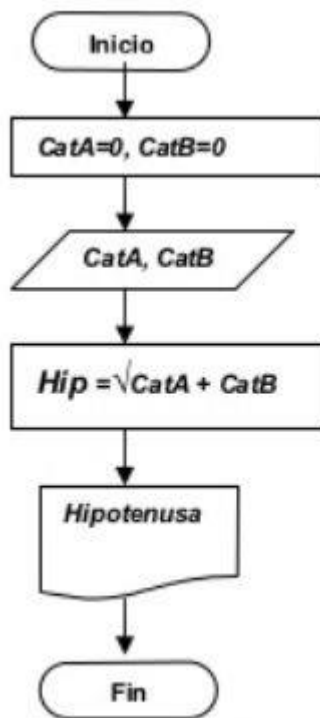 Inicio
CatA=0, CatB=0
CatA, CatB
Hip =√CatA + CatB
Hipotenusa
Fin